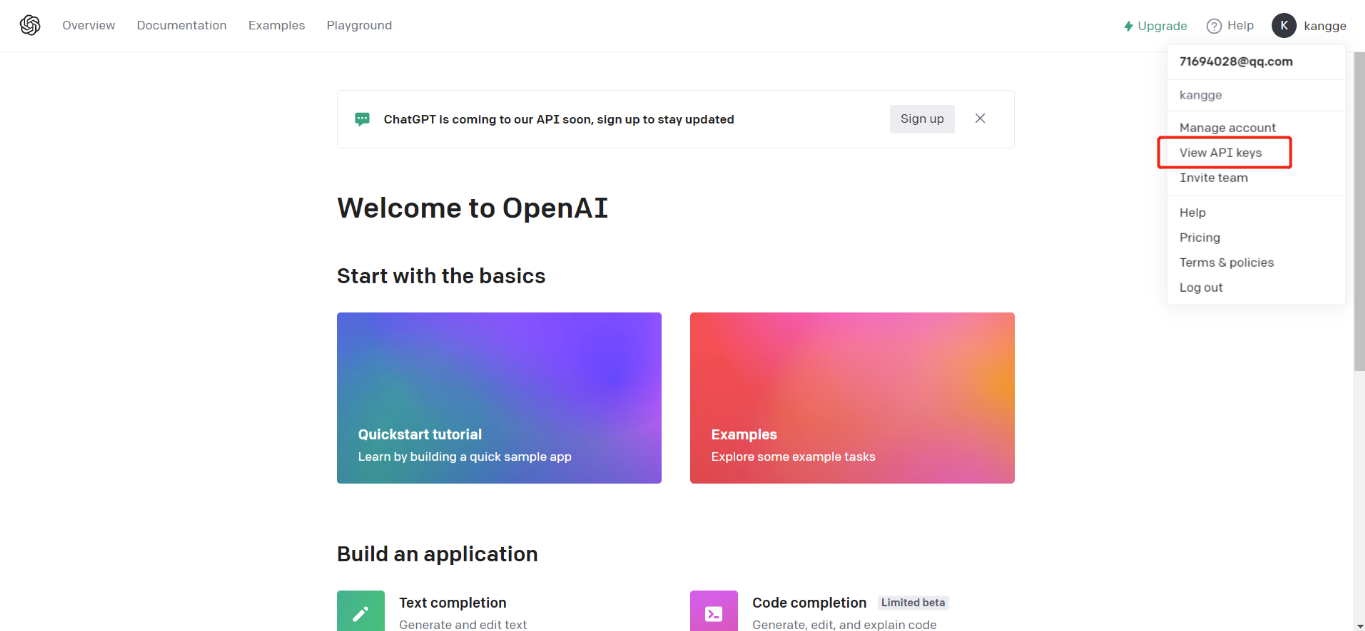 Overview Documentation Examples Playground Upgrade Help K kangge
71694028@qq.com
kangge
Manage account
View API keys
Invite team
Help
Pricing
Terms & policies
Log out
ChatGPT is coming to our API soon, sign up to stay updated Sign up
Welcome to OpenAI
Start with the basics
Quickstart tutorial
Learn by building a quick sample app
Examples
Explore some example tasks
Build an application
Text completion
Generate and edit text
Code completion Limited beta
Generate, edit, and explain code